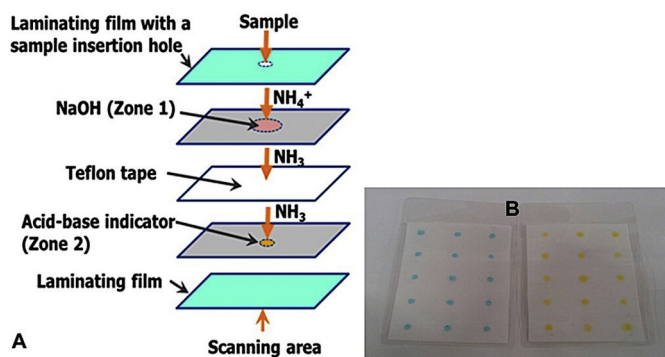 Laminating film with a
sample insertion hole
Sample
NH₄⁺
NaOH (Zone 1)
NH₃
Teflon tape
NH₃
Acid-base indicator
(Zone 2)
Laminating film
Scanning area
A
B